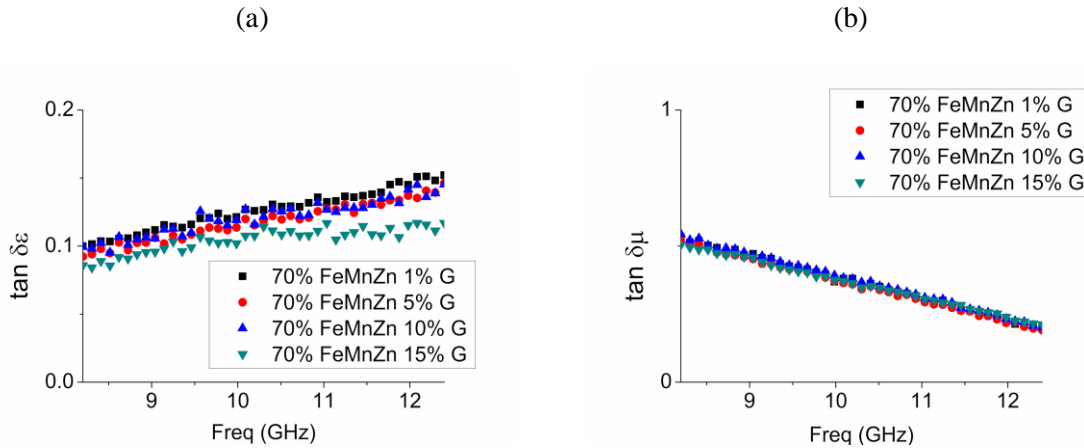 (a)
0.2
0.1
0.0
tan δε
70% FeMnZn 1% G
70% FeMnZn 5% G
70% FeMnZn 10% G
70% FeMnZn 15% G
9 10 11 12
Freq (GHz)
(b)
1
0
tan δμ
70% FeMnZn 1% G
70% FeMnZn 5% G
70% FeMnZn 10% G
70% FeMnZn 15% G
9 10 11 12
Freq (GHz)